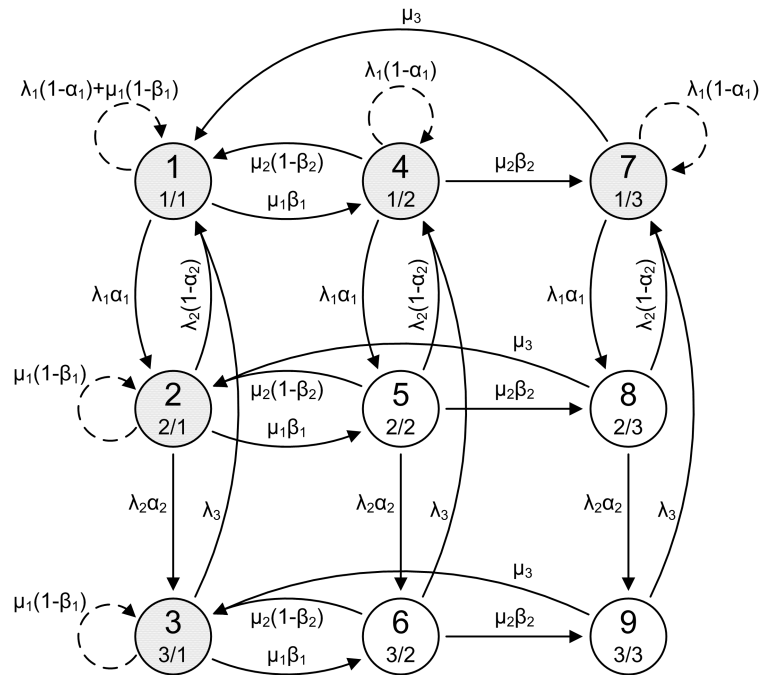 μ₃
λ₁(1-α₁)+μ₁(1-β₁)
λ₁(1-α₁)
λ₁(1-α₁)
1
1/1
μ₂(1-β₂)
μ₁β₁
4
1/2
μ₂β₂
7
1/3
λ₁α₁
λ₂(1-α₂)
λ₁α₁
λ₂(1-α₂)
λ₁α₁
λ₂(1-α₂)
μ₃
μ₁(1-β₁)
2
2/1
μ₂(1-β₂)
μ₁β₁
5
2/2
μ₂β₂
8
2/3
λ₂α₂
λ₃
λ₂α₂
λ₃
λ₂α₂
λ₃
μ₃
μ₁(1-β₁)
3
3/1
μ₂(1-β₂)
μ₁β₁
6
3/2
μ₂β₂
9
3/3